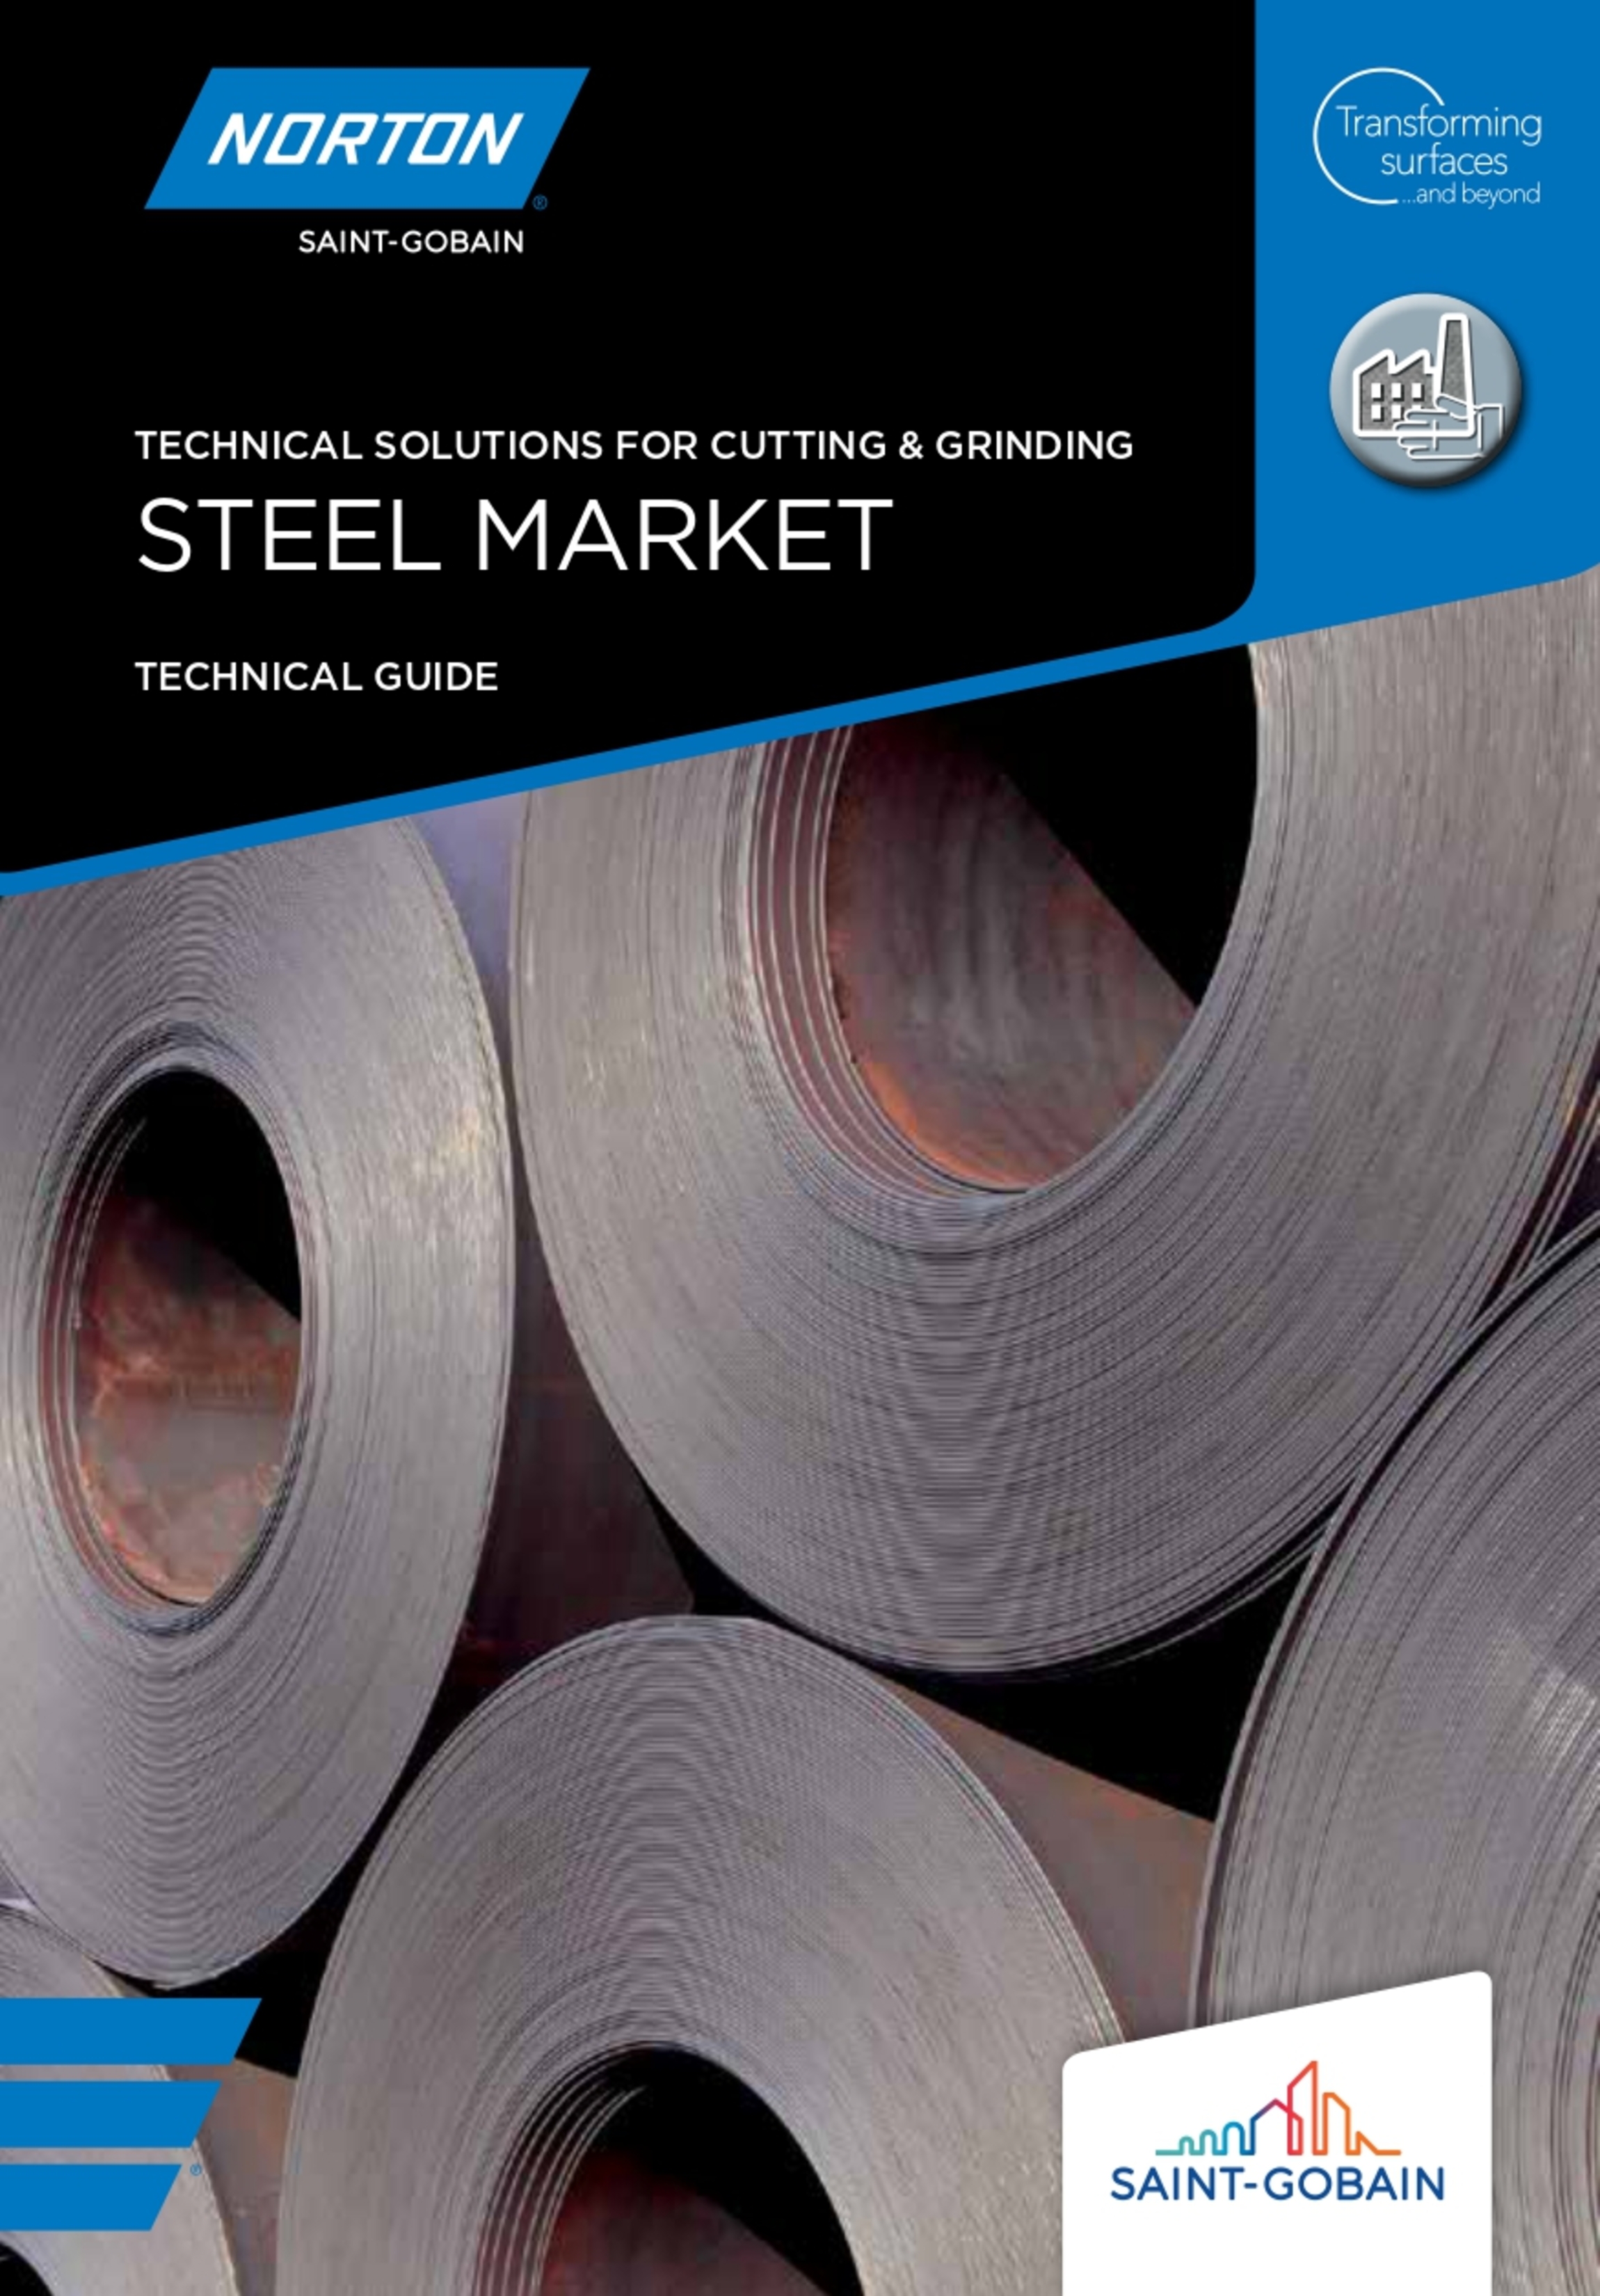 NORTON
®
SAINT-GOBAIN
Transforming
surfaces
...and beyond
TECHNICAL SOLUTIONS FOR CUTTING & GRINDING
STEEL MARKET
TECHNICAL GUIDE
®
SAINT-GOBAIN